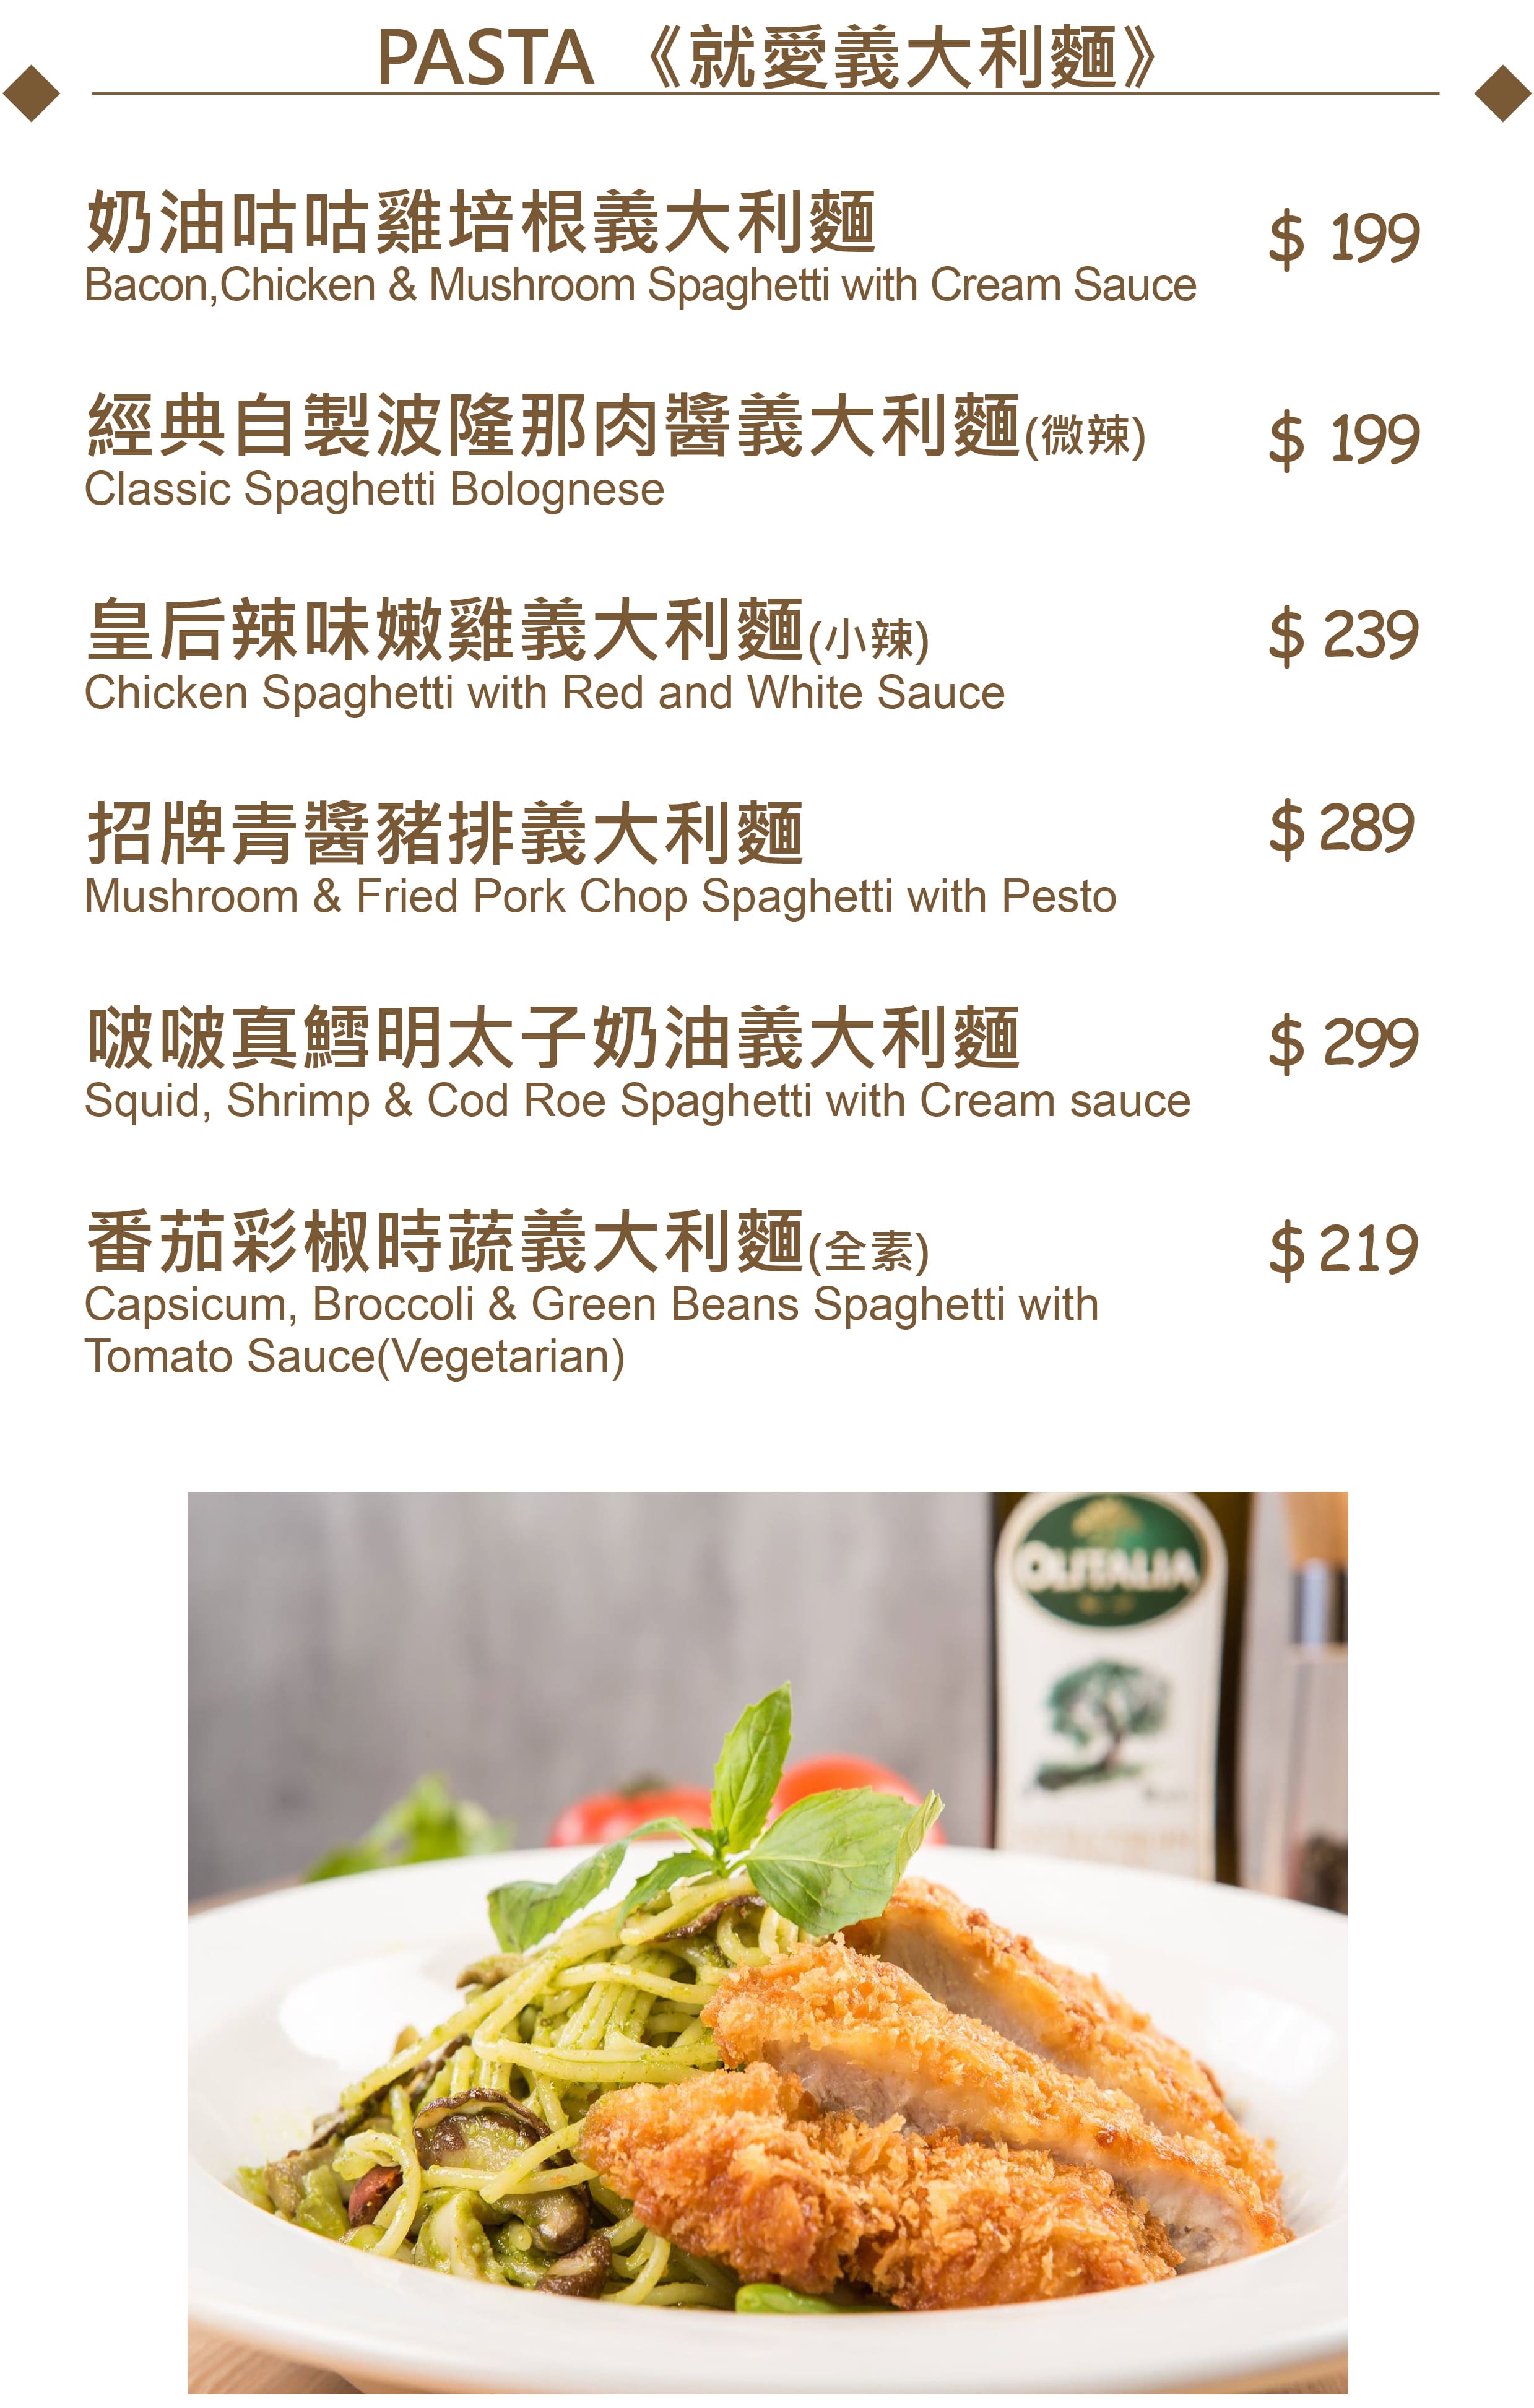 PASTA 《就愛義大利麵》
奶油咕咕雞培根義大利麵
$ 199
Bacon,Chicken & Mushroom Spaghetti with Cream Sauce
經典自製波隆那肉醬義大利麵(微辣)
$ 199
Classic Spaghetti Bolognese
皇后辣味嫩雞義大利麵(小辣)
$ 239
Chicken Spaghetti with Red and White Sauce
招牌青醬豬排義大利麵
$ 289
Mushroom & Fried Pork Chop Spaghetti with Pesto
啵啵真鱈明太子奶油義大利麵
$ 299
Squid, Shrimp & Cod Roe Spaghetti with Cream sauce
番茄彩椒時蔬義大利麵(全素)
$ 219
Capsicum, Broccoli & Green Beans Spaghetti with
Tomato Sauce(Vegetarian)
OLITALIA